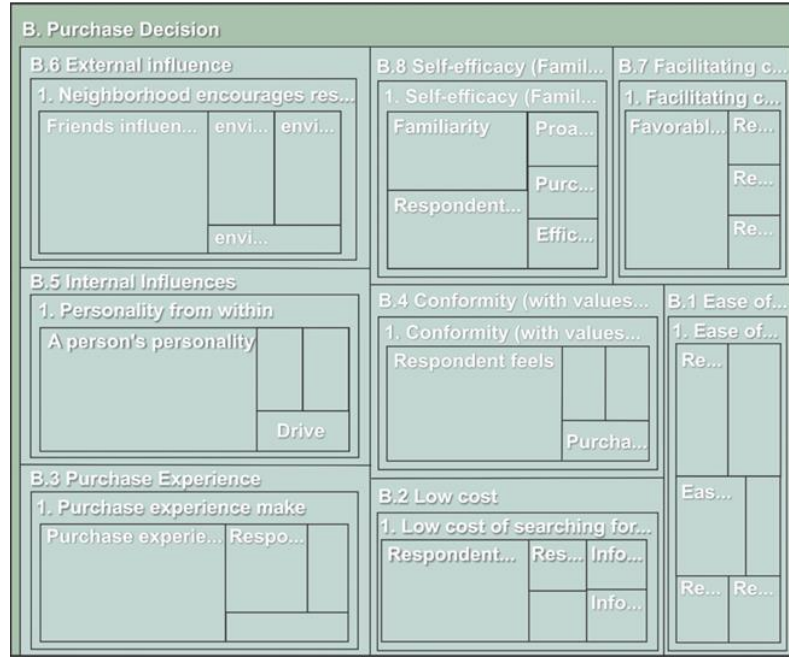 B. Purchase Decision
B.6 External influence
1. Neighborhood encourages res...
Friends influen...
envi...
envi...
envi...
B.5 Internal Influences
1. Personality from within
A person's personality
Drive
B.3 Purchase Experience
1. Purchase experience make
Purchase experie...
Respo...
B.8 Self-efficacy (Famil...
1. Self-efficacy (Famil...
Familiarity
Proa...
Purc...
Respondent...
Effic...
B.7 Facilitating c...
1. Facilitating c...
Favorabl...
Re...
Re...
Re...
B.4 Conformity (with values...
1. Conformity (with values...
Respondent feels
Purcha...
B.2 Low cost
1. Low cost of searching for...
Respondent...
Res...
Info...
Info...
B.1 Ease of...
1. Ease of...
Re...
Eas...
Re...
Re...